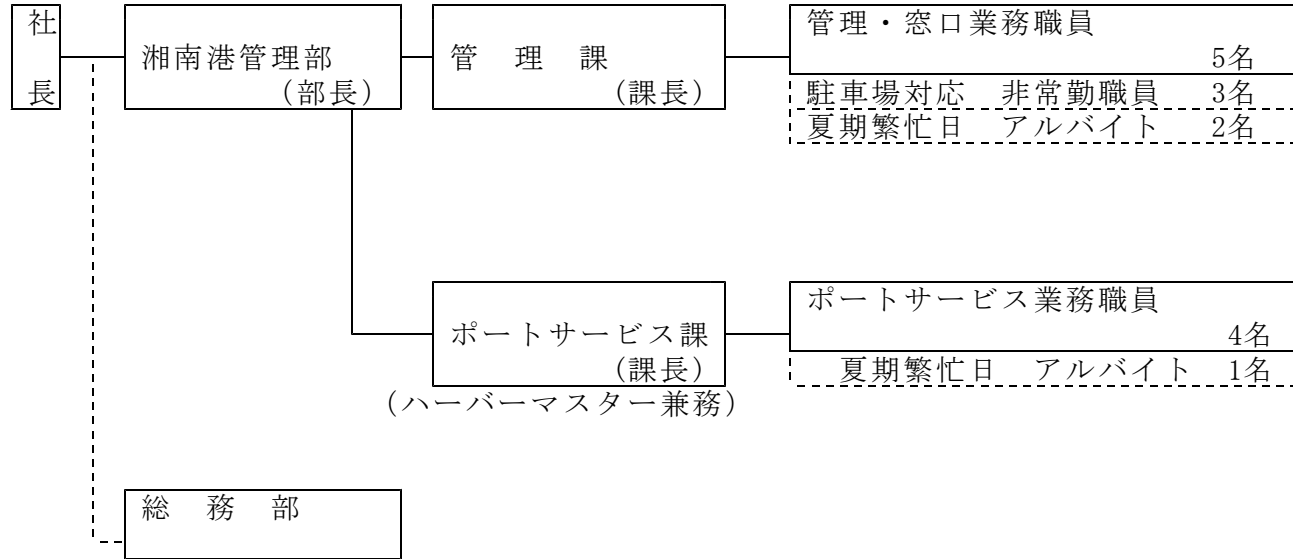 社長
湘南港管理部
(部長)
管 理 課
(課長)
管理・窓口業務職員
5名
駐車場対応 非常勤職員 3名
夏期繁忙日 アルバイト 2名
ポートサービス課
(課長)
(ハーバーマスター兼務)
ポートサービス業務職員
4名
夏期繁忙日 アルバイト 1名
総 務 部